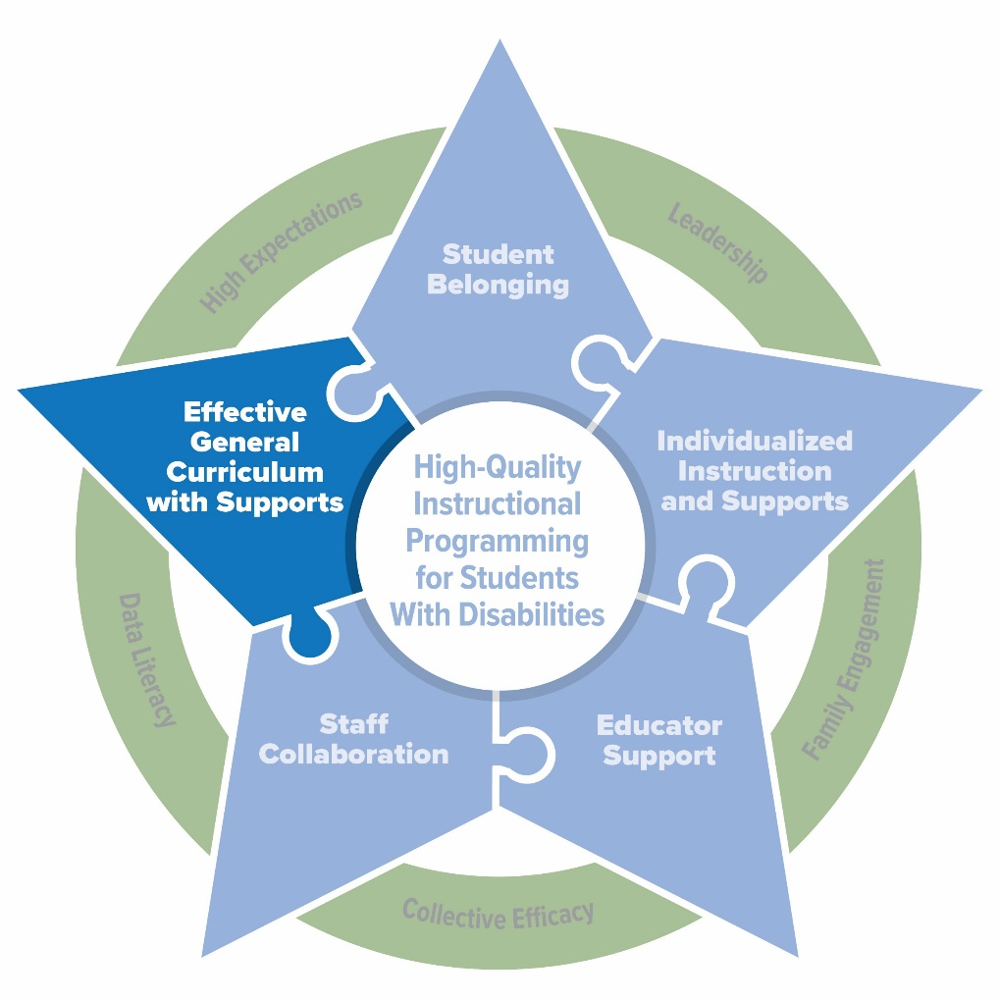 High Expectations
Leadership
Student
Belonging
Effective
General
Curriculum
with Supports
High-Quality
Instructional
Programming
for Students
With Disabilities
Individualized
Instruction
and Supports
Data Literacy
Family Engagement
Staff
Collaboration
Educator
Support
Collective Efficacy